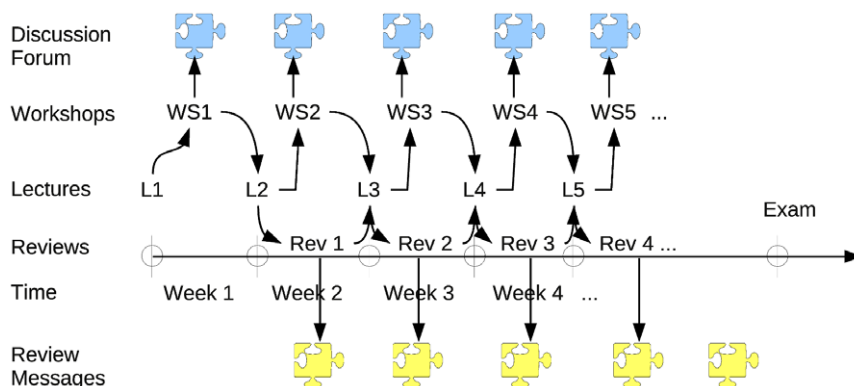 Discussion
Forum
Workshops WS1 WS2 WS3 WS4 WS5 ...
Lectures L1 L2 L3 L4 L5
Exam
Reviews Rev 1 Rev 2 Rev 3 Rev 4 ...
Time Week 1 Week 2 Week 3 Week 4 ...
Review
Messages